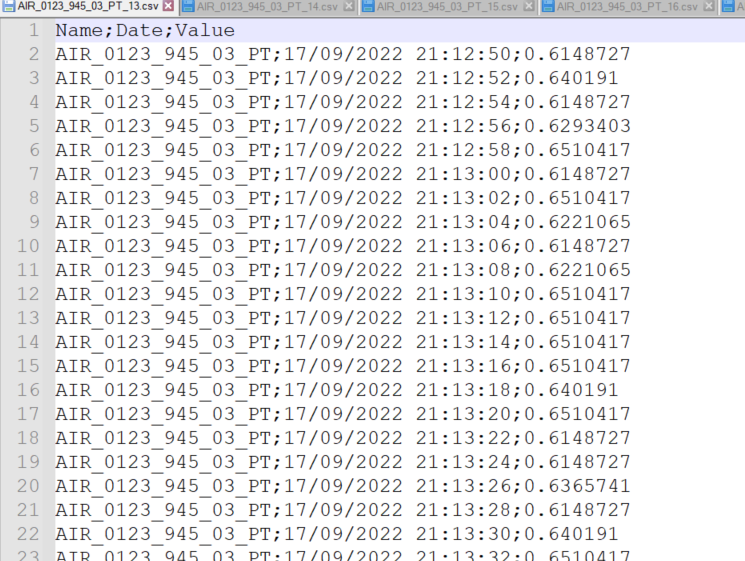 AIR_0123_945_03_PT_13.csv AIR_0123_945_03_PT_14.csv AIR_0123_945_03_PT_15.csv AIR_0123_945_03_PT_16.csv
1 Name;Date;Value
2 AIR_0123_945_03_PT;17/09/2022 21:12:50;0.6148727
3 AIR_0123_945_03_PT;17/09/2022 21:12:52;0.640191
4 AIR_0123_945_03_PT;17/09/2022 21:12:54;0.6148727
5 AIR_0123_945_03_PT;17/09/2022 21:12:56;0.6293403
6 AIR_0123_945_03_PT;17/09/2022 21:12:58;0.6510417
7 AIR_0123_945_03_PT;17/09/2022 21:13:00;0.6148727
8 AIR_0123_945_03_PT;17/09/2022 21:13:02;0.6510417
9 AIR_0123_945_03_PT;17/09/2022 21:13:04;0.6221065
10 AIR_0123_945_03_PT;17/09/2022 21:13:06;0.6148727
11 AIR_0123_945_03_PT;17/09/2022 21:13:08;0.6221065
12 AIR_0123_945_03_PT;17/09/2022 21:13:10;0.6510417
13 AIR_0123_945_03_PT;17/09/2022 21:13:12;0.6510417
14 AIR_0123_945_03_PT;17/09/2022 21:13:14;0.6510417
15 AIR_0123_945_03_PT;17/09/2022 21:13:16;0.6510417
16 AIR_0123_945_03_PT;17/09/2022 21:13:18;0.640191
17 AIR_0123_945_03_PT;17/09/2022 21:13:20;0.6510417
18 AIR_0123_945_03_PT;17/09/2022 21:13:22;0.6148727
19 AIR_0123_945_03_PT;17/09/2022 21:13:24;0.6148727
20 AIR_0123_945_03_PT;17/09/2022 21:13:26;0.6365741
21 AIR_0123_945_03_PT;17/09/2022 21:13:28;0.6148727
22 AIR_0123_945_03_PT;17/09/2022 21:13:30;0.640191
23 AIR_0123_945_03_PT;17/09/2022 21:13:32;0.6510417